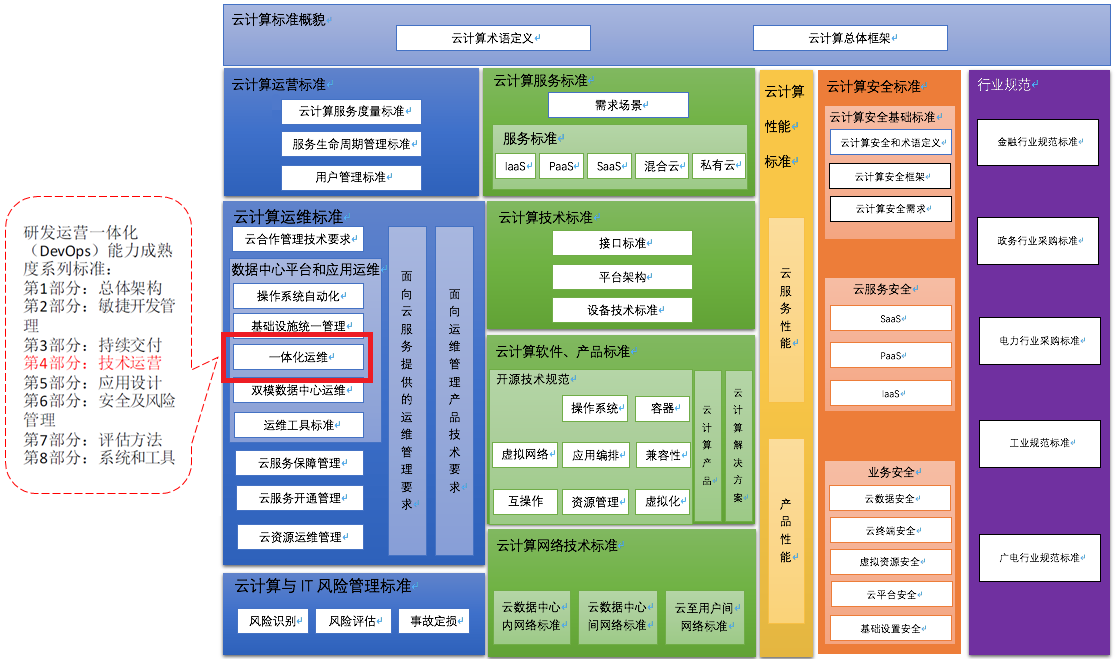 云计算标准概貌
云计算术语定义
云计算总体框架
云计算运营标准
云计算服务度量标准
服务生命周期管理标准
用户管理标准
云计算服务标准
需求场景
服务标准
IaaS
PaaS
SaaS
混合云
私有云
云计算
性能
标准
云服务性能
产品性能
云计算安全标准
云计算安全基础标准
云计算安全和术语定义
云计算安全框架
云计算安全需求
云服务安全
SaaS
PaaS
IaaS
业务安全
云数据安全
云终端安全
虚拟资源安全
云平台安全
基础设置安全
行业规范
金融行业规范标准
政务行业采购标准
电力行业采购标准
工业规范标准
广电行业规范标准
研发运营一体化
（DevOps）能力成熟
度系列标准：
第1部分：总体架构
第2部分：敏捷开发管
理
第3部分：持续交付
第4部分：技术运营
第5部分：应用设计
第6部分：安全及风险
管理
第7部分：评估方法
第8部分：系统和工具
云计算运维标准
云合作管理技术要求
数据中心平台和应用运维
操作系统自动化
基础设施统一管理
一体化运维
双模数据中心运维
运维工具标准
云服务保障管理
云服务开通管理
云资源运维管理
面向云服务提供的运维管理要求
面向运维管理产品技术要求
云计算技术标准
接口标准
平台架构
设备技术标准
云计算软件、产品标准
开源技术规范
操作系统
容器
虚拟网络
应用编排
兼容性
互操作
资源管理
虚拟化
云计算产品
云计算解决方案
云计算与 IT 风险管理标准
风险识别
风险评估
事故定损
云计算网络技术标准
云数据中心
内网络标准
云数据中心
间网络标准
云至用户间
网络标准